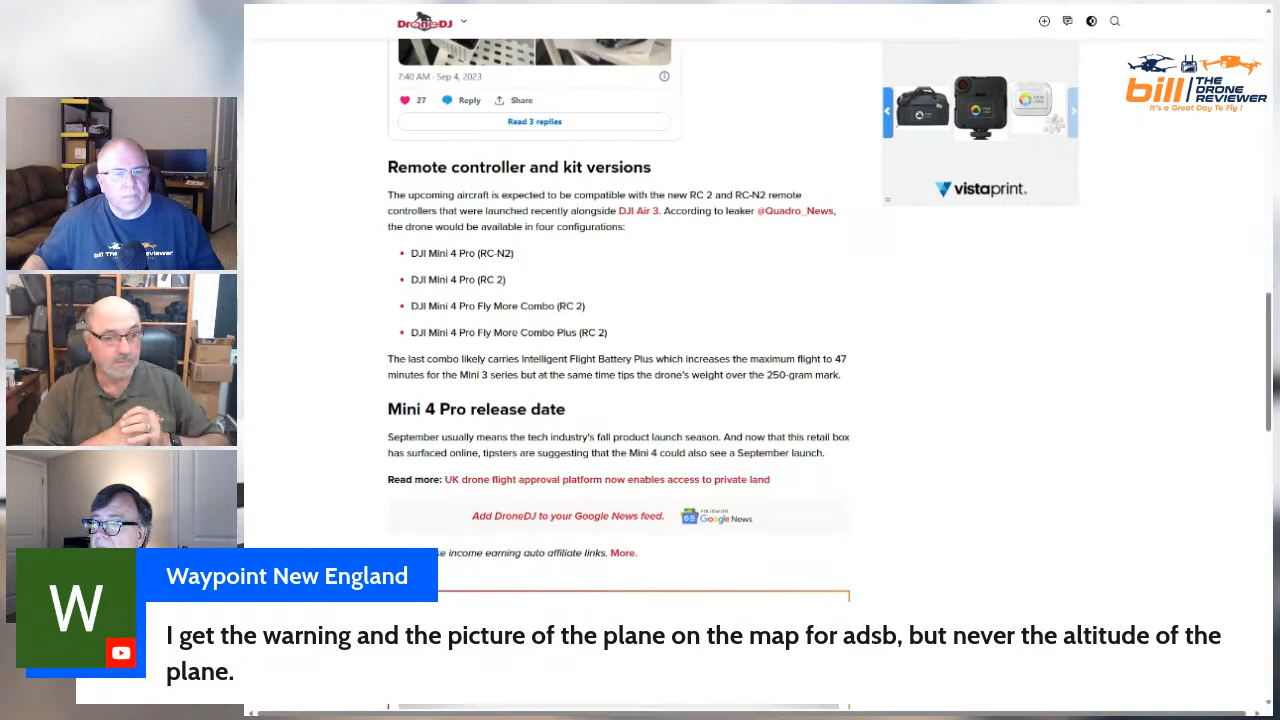 DroneDJ
7:40 AM · Sep 4, 2023
27
Reply
Share
Read 3 replies
Remote controller and kit versions
The upcoming aircraft is expected to be compatible with the new RC 2 and RC-N2 remote
controllers that were launched recently alongside DJI Air 3. According to leaker @Quadro_News,
the drone would be available in four configurations:
• DJI Mini 4 Pro (RC-N2)
• DJI Mini 4 Pro (RC 2)
• DJI Mini 4 Pro Fly More Combo (RC 2)
• DJI Mini 4 Pro Fly More Combo Plus (RC 2)
The last combo likely carries Intelligent Flight Battery Plus which increases the maximum flight to 47
minutes for the Mini 3 series but at the same time tips the drone's weight over the 250-gram mark.
Mini 4 Pro release date
September usually means the tech industry's fall product launch season. And now that this retail box
has surfaced online, tipsters are suggesting that the Mini 4 could also see a September launch.
Read more: UK drone flight approval platform now enables access to private land
Add DroneDJ to your Google News feed.
FOLLOW ON
Google News
income earning auto affiliate links. More.
vistaprint.
bill THE
DRONE
REVIEWER
It's a Great Day To Fly !
bill The Reviewer
W
Waypoint New England
I get the warning and the picture of the plane on the map for adsb, but never the altitude of the
plane.